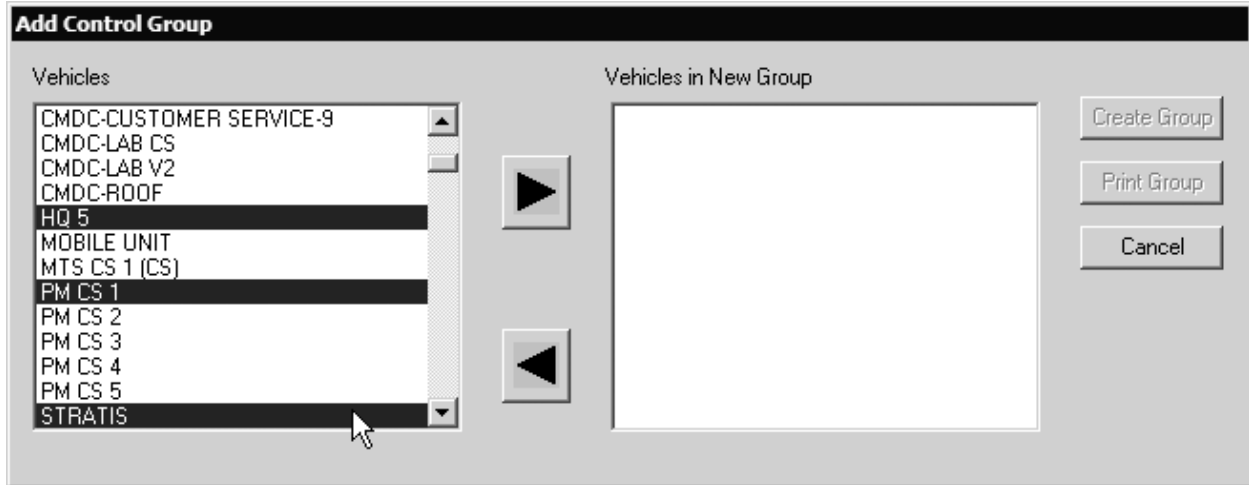 Add Control Group
Vehicles
CMDC-CUSTOMER SERVICE-9
CMDC-LAB CS
CMDC-LAB V2
CMDC-ROOF
HQ 5
MOBILE UNIT
MTS CS 1 (CS)
PM CS 1
PM CS 2
PM CS 3
PM CS 4
PM CS 5
STRATIS
Vehicles in New Group
Create Group
Print Group
Cancel